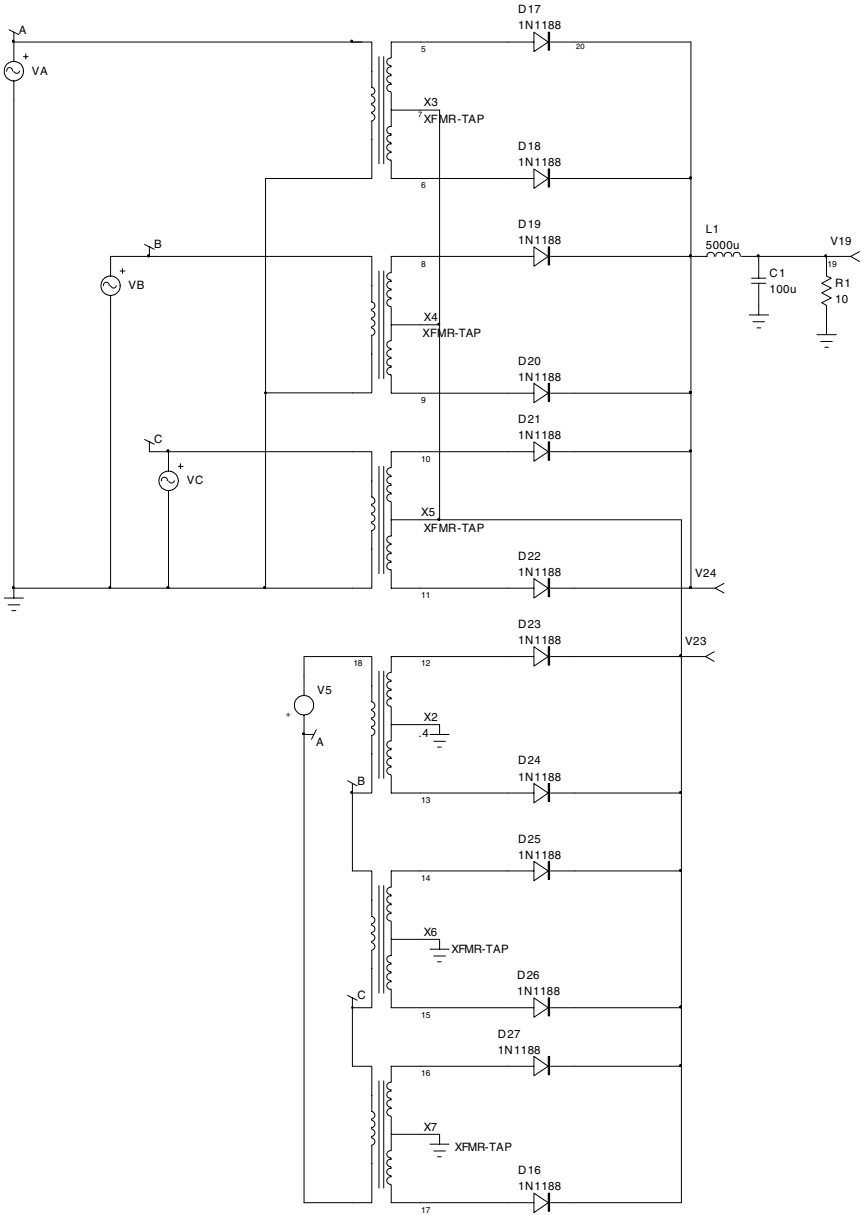 A
+
VA
D17
1N1188
5
20
X3
7
XFMR-TAP
D18
1N1188
6
B
+
VB
D19
1N1188
8
L1
5000u
V19
19
C1
100u
R1
10
X4
XFMR-TAP
D20
1N1188
9
D21
1N1188
C
+
VC
10
X5
XFMR-TAP
D22
1N1188
11
V24
D23
1N1188
V23
18
12
V5
+
A
X2
.4
D24
1N1188
B
13
D25
1N1188
14
X6
XFMR-TAP
D26
1N1188
C
15
D27
1N1188
16
X7
XFMR-TAP
D16
1N1188
17